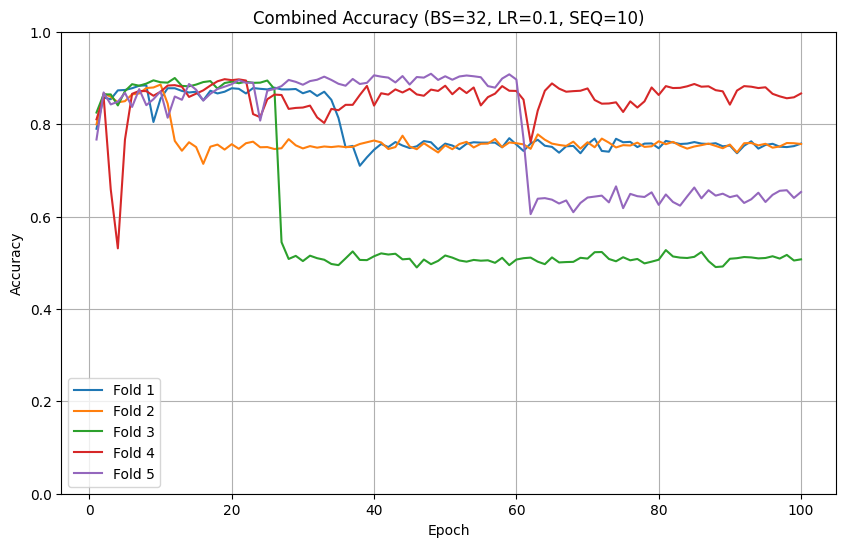 Combined Accuracy (BS=32, LR=0.1, SEQ=10)
1.0
0.8
0.6
0.4
0.2
0.0
Accuracy
Fold 1
Fold 2
Fold 3
Fold 4
Fold 5
0 20 40 60 80 100
Epoch